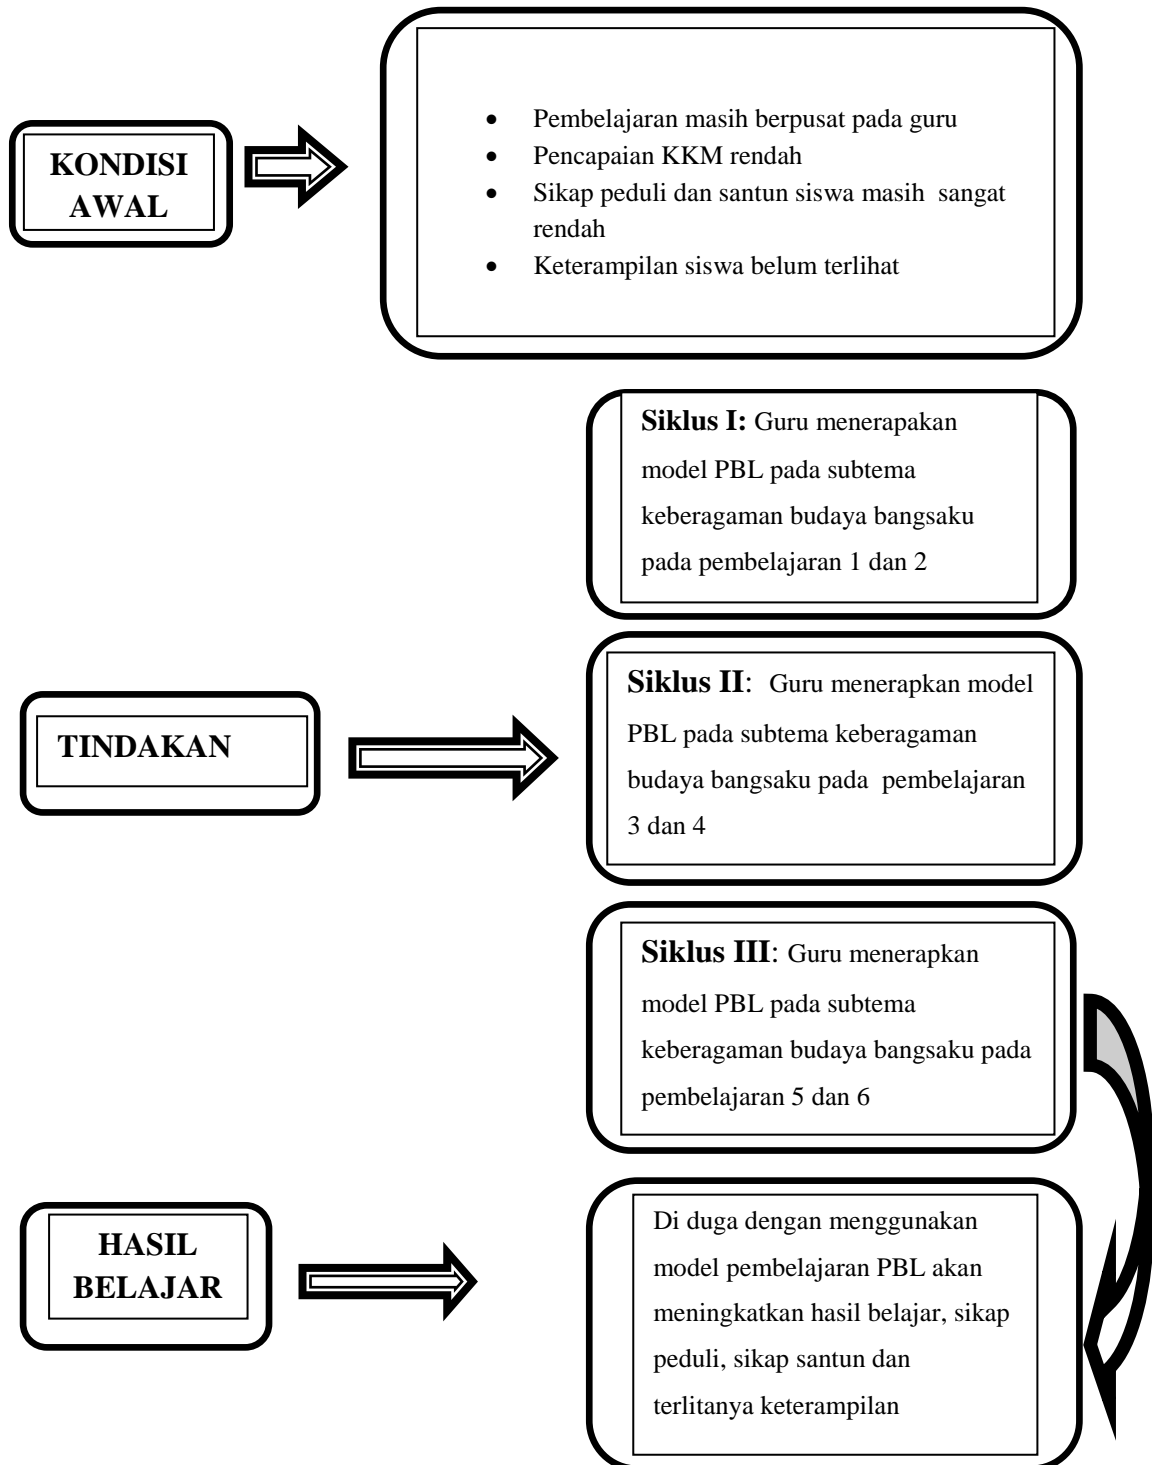 KONDISI
AWAL
• Pembelajaran masih berpusat pada guru
• Pencapaian KKM rendah
• Sikap peduli dan santun siswa masih sangat
rendah
• Keterampilan siswa belum terlihat
Siklus I: Guru menerapakan
model PBL pada subtema
keberagaman budaya bangsaku
pada pembelajaran 1 dan 2
TINDAKAN
Siklus II: Guru menerapkan model
PBL pada subtema keberagaman
budaya bangsaku pada pembelajaran
3 dan 4
Siklus III: Guru menerapkan
model PBL pada subtema
keberagaman budaya bangsaku pada
pembelajaran 5 dan 6
HASIL
BELAJAR
Di duga dengan menggunakan
model pembelajaran PBL akan
meningkatkan hasil belajar, sikap
peduli, sikap santun dan
terlitanya keterampilan